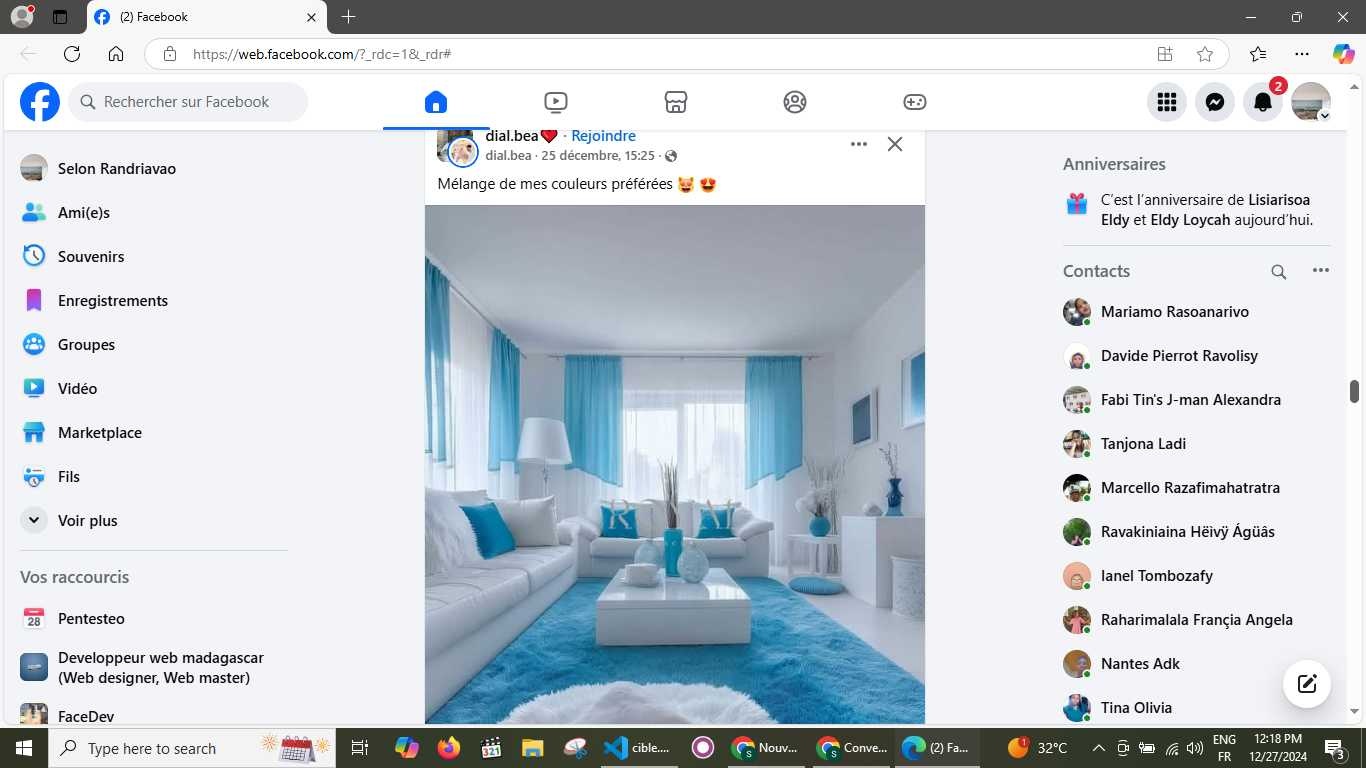 (2) Facebook
https://web.facebook.com/?_rdc=1&_rdr#
Rechercher sur Facebook
2
Selon Randriavao
Ami(e)s
Souvenirs
Enregistrements
Groupes
Vidéo
Marketplace
Fils
Voir plus
Vos raccourcis
28
Pentesteo
Developpeur web madagascar
(Web designer, Web master)
FaceDev
dial.bea❤️ · Rejoindre
dial.bea · 25 décembre, 15:25 ·
Mélange de mes couleurs préférées 😻 😍
Anniversaires
C'est l'anniversaire de Lisiarisoa
Eldy et Eldy Loycah aujourd'hui.
Contacts
Mariamo Rasoanarivo
Davide Pierrot Ravolisy
Fabi Tin's J-man Alexandra
Tanjona Ladi
Marcello Razafimahatratra
Ravakiniaina Hëìvÿ Ágüâs
Ianel Tombozafy
Raharimalala Françia Angela
Nantes Adk
Tina Olivia
Type here to search
321
cible....
S
Nouv...
S
Conve...
(2) Fa...
1
32°C
ENG
FR
12:18 PM
12/27/2024
3